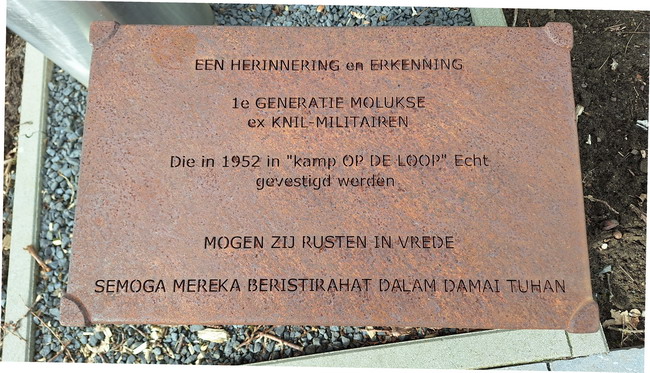 EEN HERINNERING en ERKENNING
1e GENERATIE MOLUKSE
ex KNIL-MILITAIREN
Die in 1952 in "kamp OP DE LOOP" Echt
gevestigd werden
MOGEN ZIJ RUSTEN IN VREDE
SEMOGA MEREKA BERISTIRAHAT DALAM DAMAI TUHAN